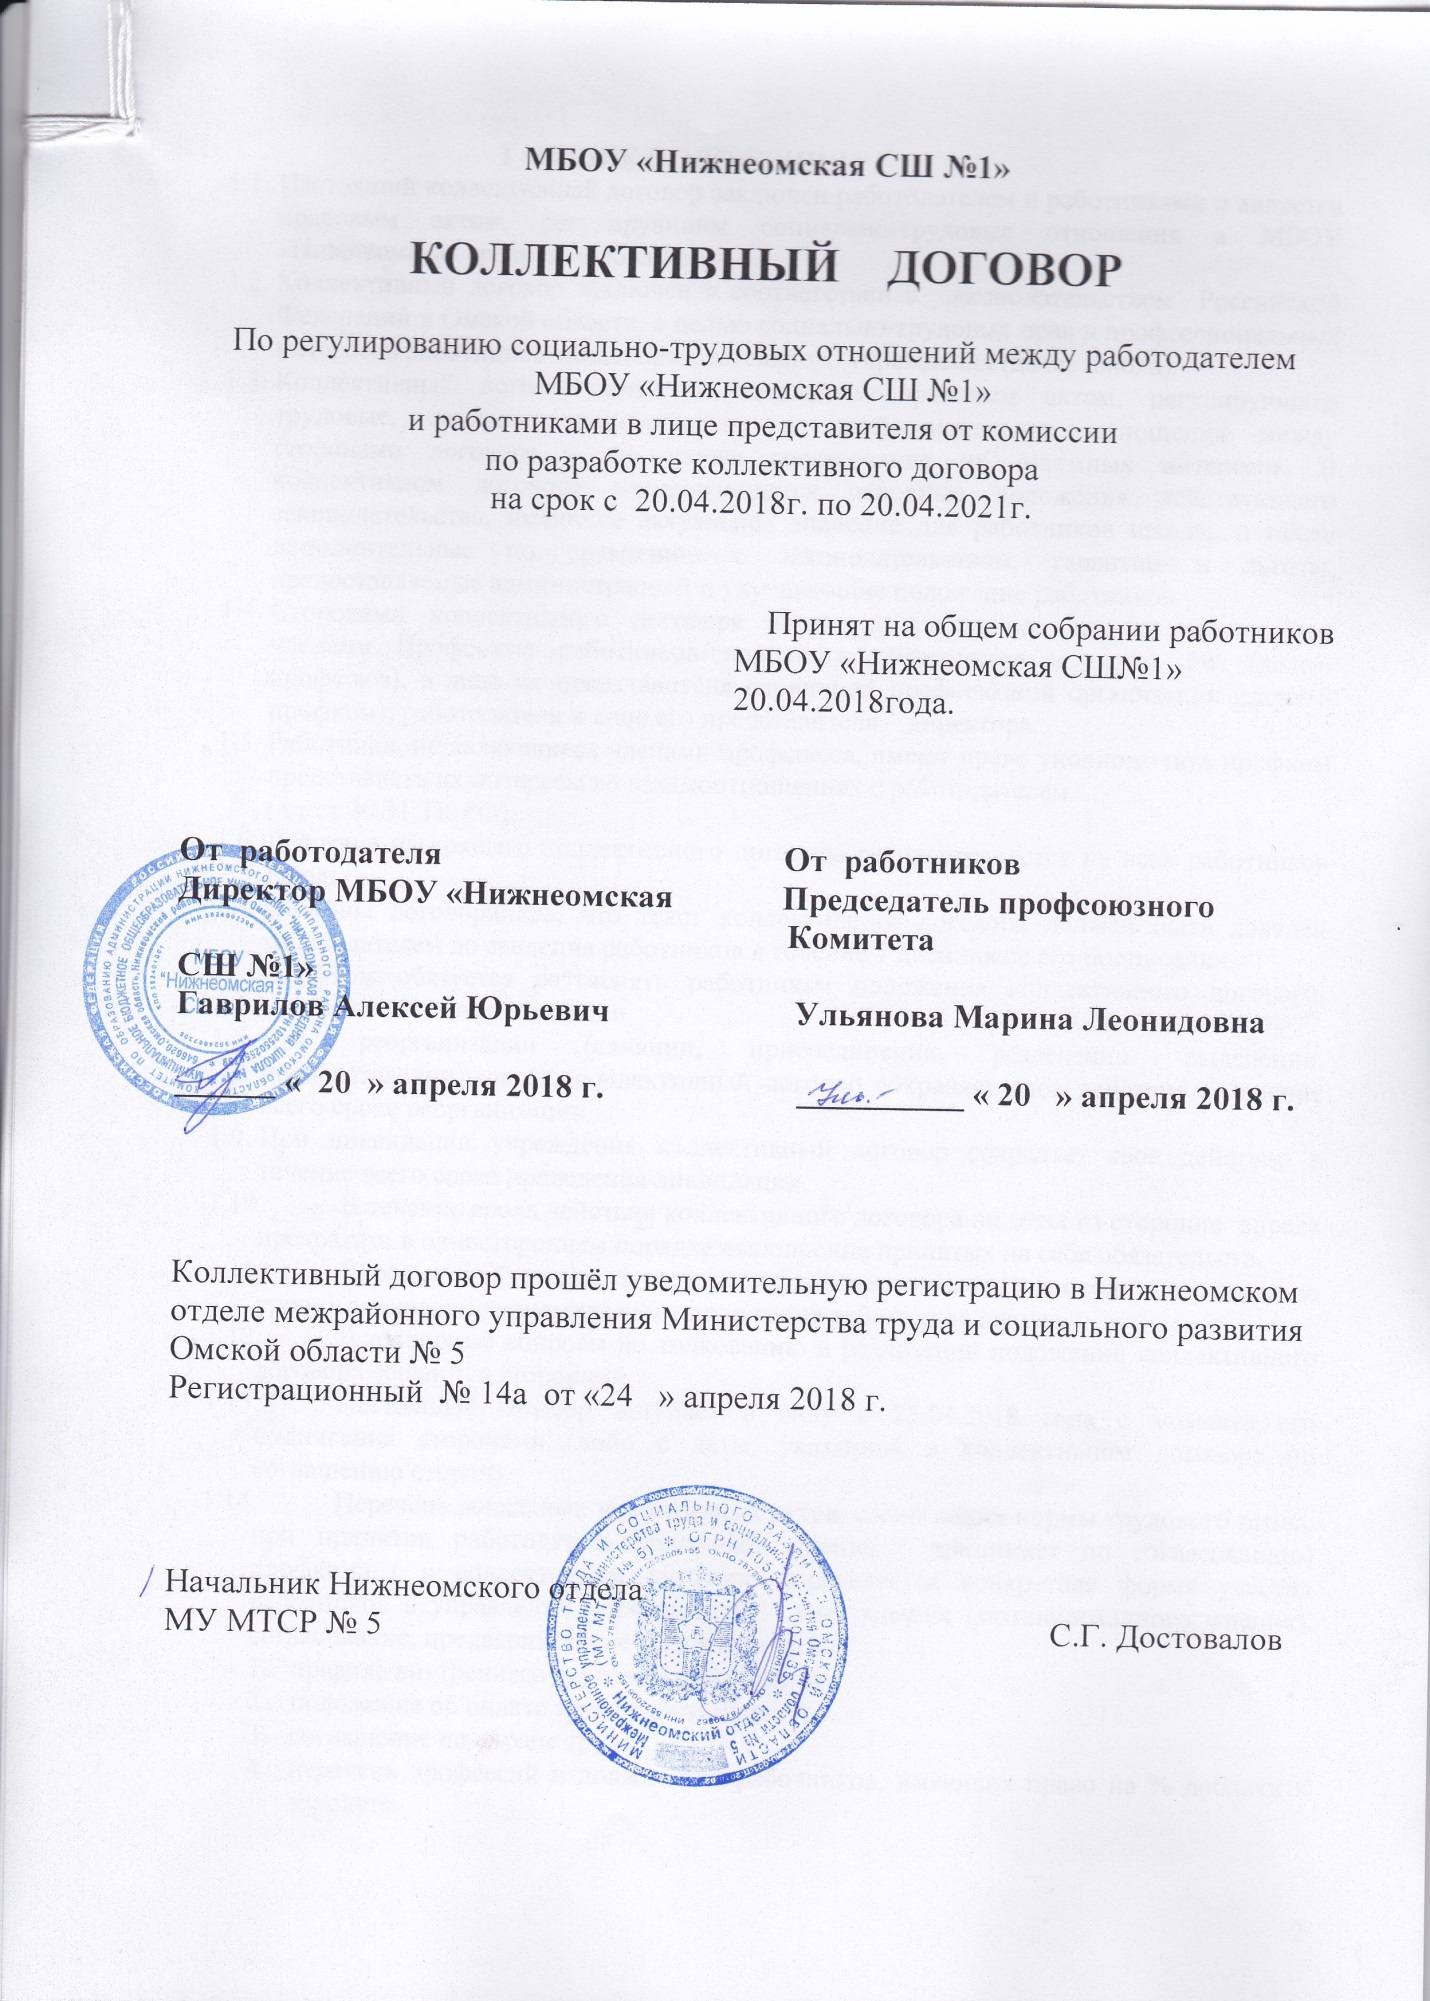 МБОУ «Нижнеомская СШ №1»
КОЛЛЕКТИВНЫЙ ДОГОВОР
По регулированию социально-трудовых отношений между работодателем
МБОУ «Нижнеомская СШ №1»
и работниками в лице представителя от комиссии
по разработке коллективного договора
на срок с 20.04.2018г. по 20.04.2021г.
Принят на общем собрании работников
МБОУ «Нижнеомская СШ№1»
20.04.2018года.
От работодателя
Директор МБОУ «Нижнеомская
СШ №1»
Гаврилов Алексей Юрьевич
« 20 » апреля 2018 г.
МБОУ
"Нижнеомская
От работников
Председатель профсоюзного
Комитета
Ульянова Марина Леонидовна
« 20 » апреля 2018 г.
Коллективный договор прошёл уведомительную регистрацию в Нижнеомском
отделе межрайонного управления Министерства труда и социального развития
Омской области № 5
Регистрационный № 14а от «24 » апреля 2018 г.
Начальник Нижнеомского отдела
МУ МТСР № 5
С.Г. Достовалов
Нижнеомский отдел